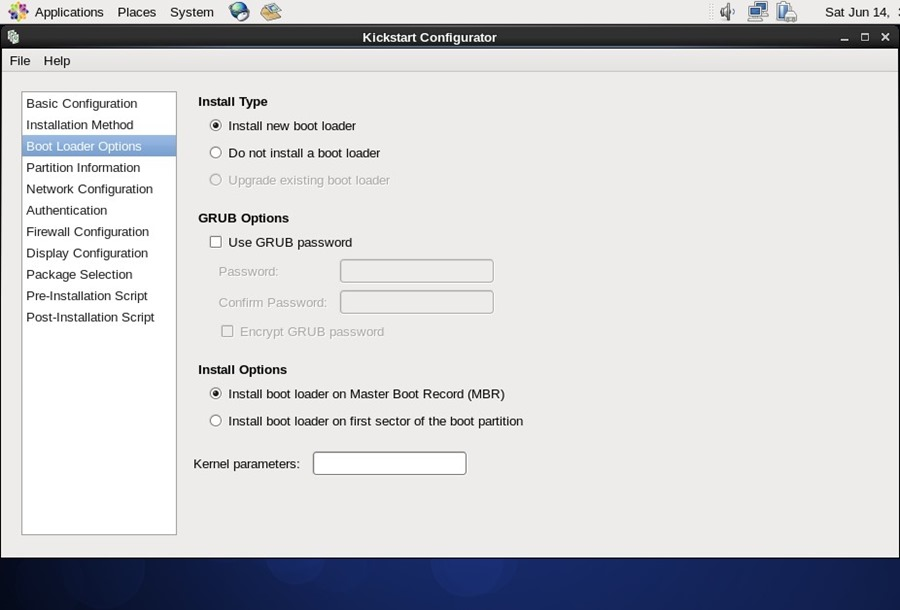 Applications Places System Sat Jun 14,
Kickstart Configurator
File Help
Basic Configuration
Installation Method
Boot Loader Options
Partition Information
Network Configuration
Authentication
Firewall Configuration
Display Configuration
Package Selection
Pre-Installation Script
Post-Installation Script
Install Type
Install new boot loader
Do not install a boot loader
Upgrade existing boot loader
GRUB Options
Use GRUB password
Password:
Confirm Password:
Encrypt GRUB password
Install Options
Install boot loader on Master Boot Record (MBR)
Install boot loader on first sector of the boot partition
Kernel parameters: